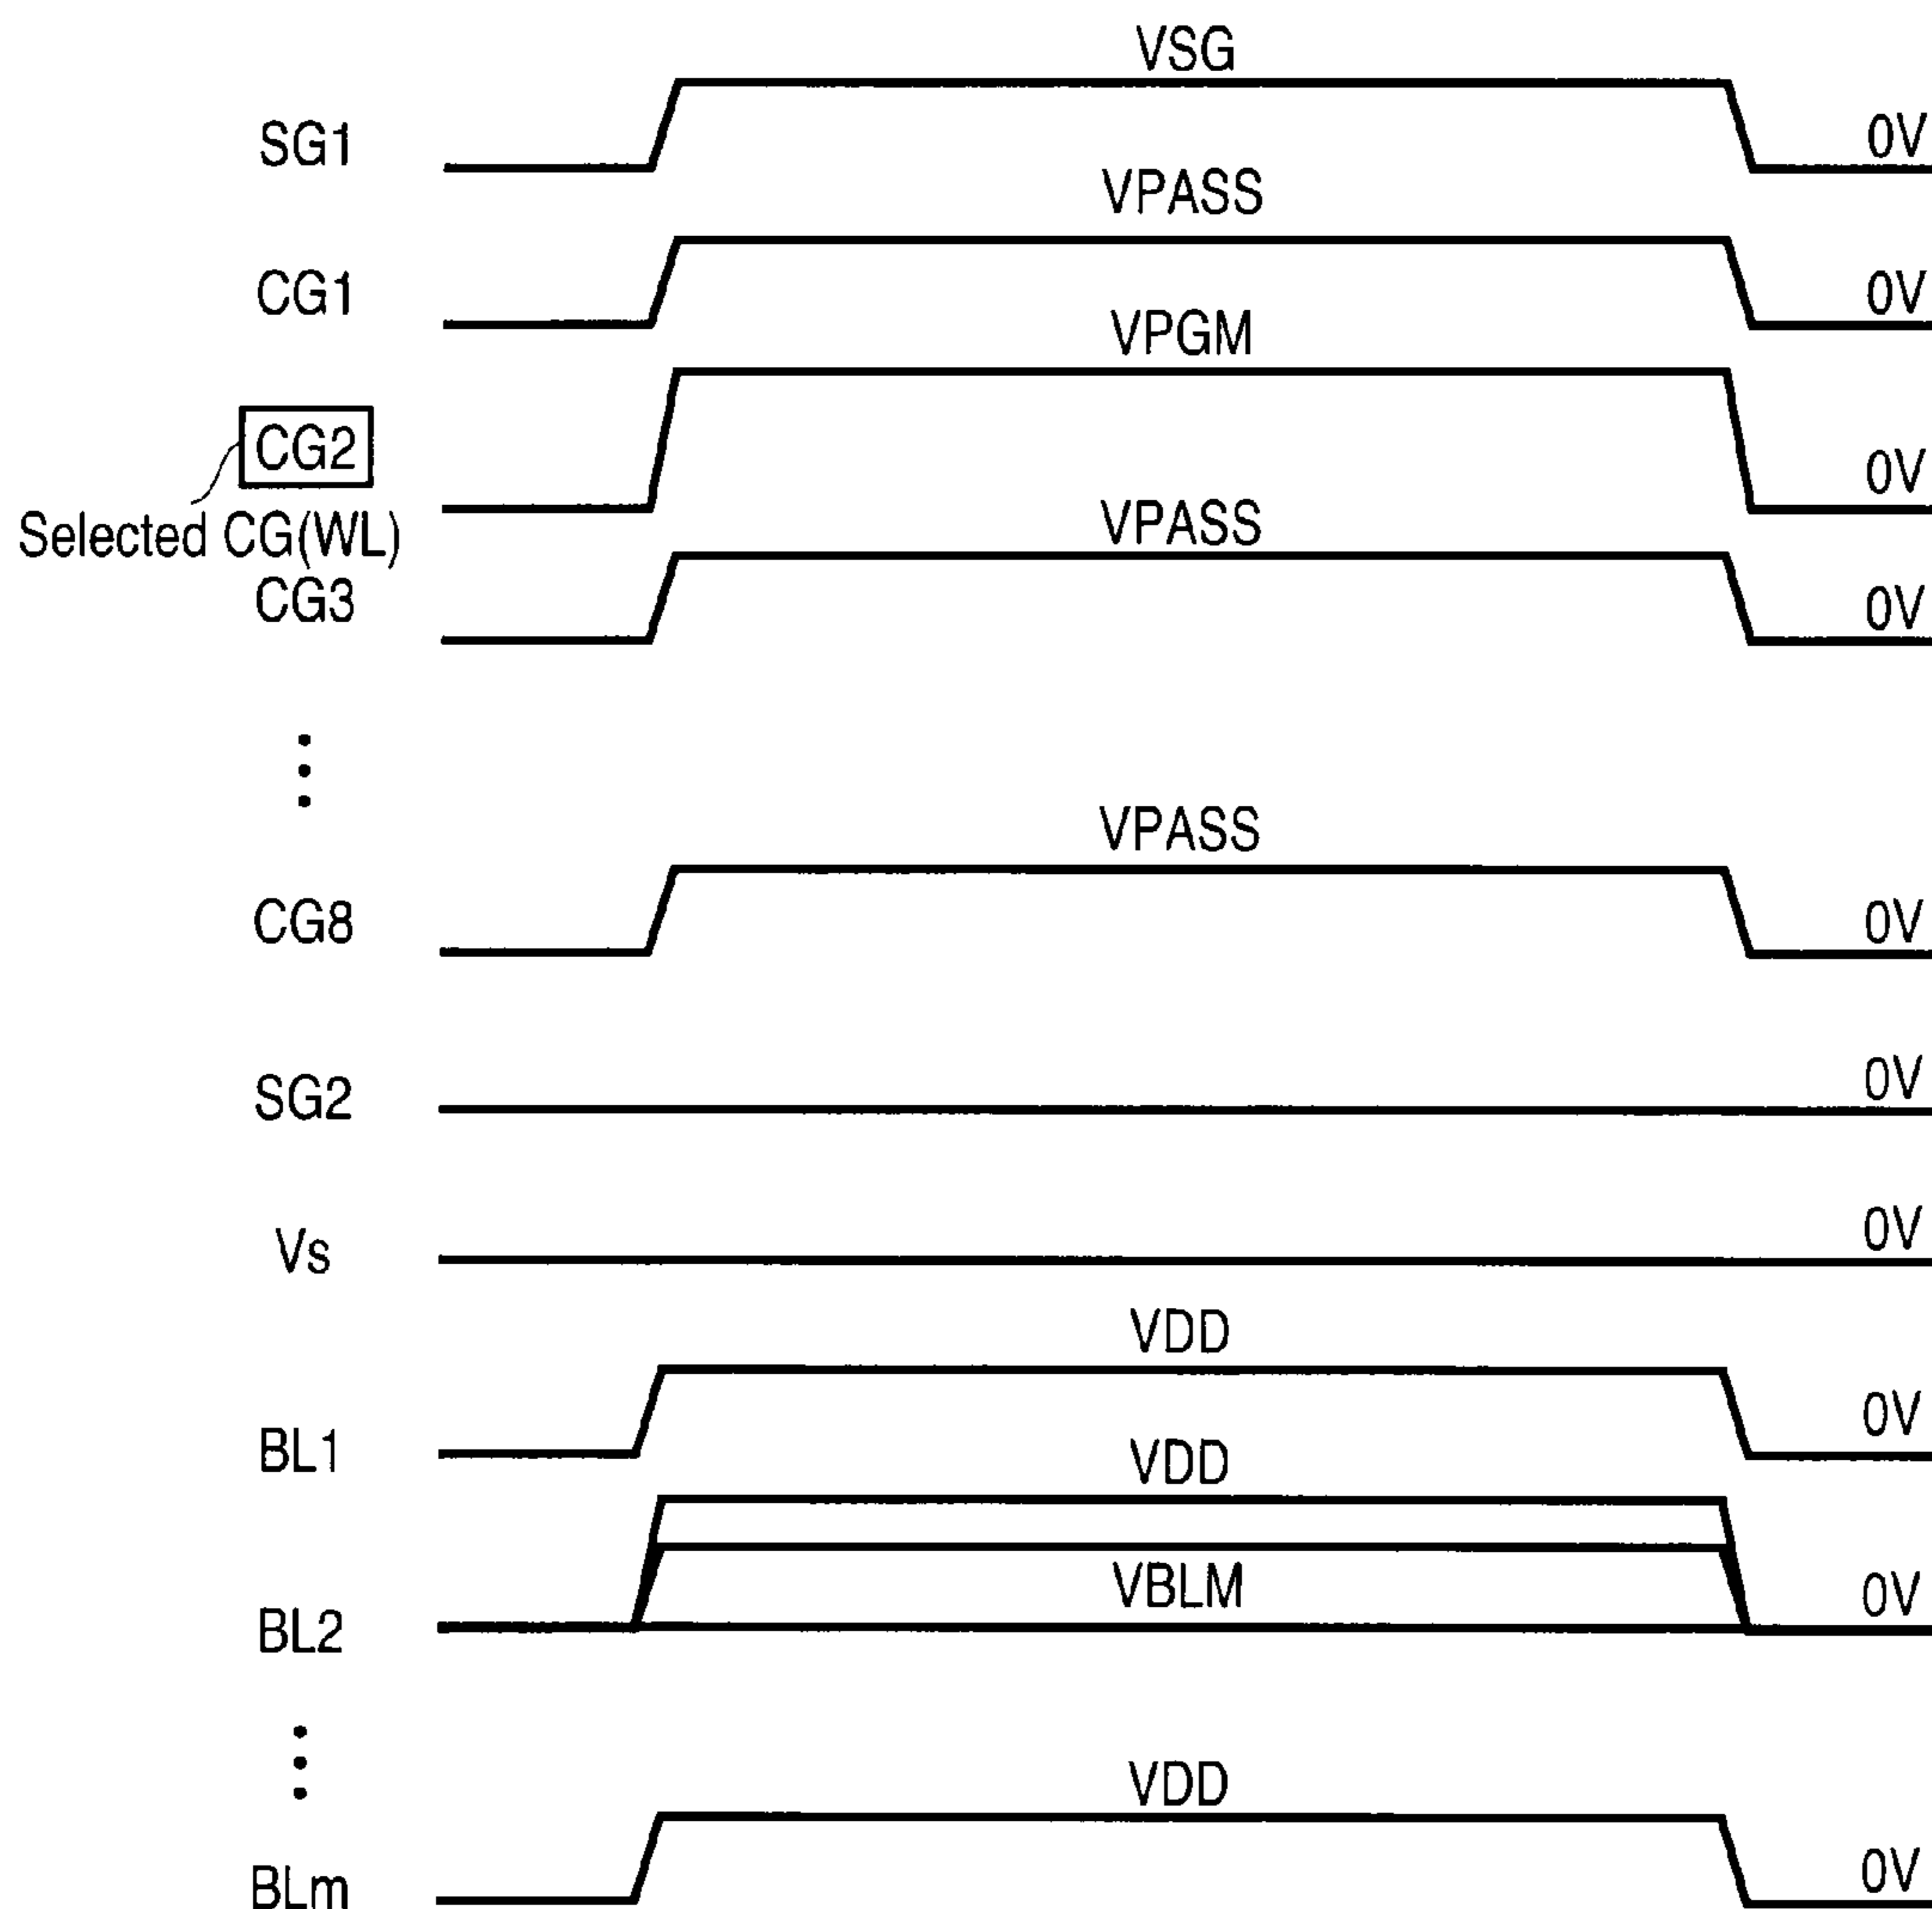 VSG
SG1 0V
VPASS
CG1 0V
VPGM
CG2 0V
Selected CG(WL)
VPASS
CG3 0V
VPASS
CG8 0V
SG2 0V
Vs 0V
VDD
BL1 0V
VDD
VBLM
BL2 0V
VDD
BLm 0V